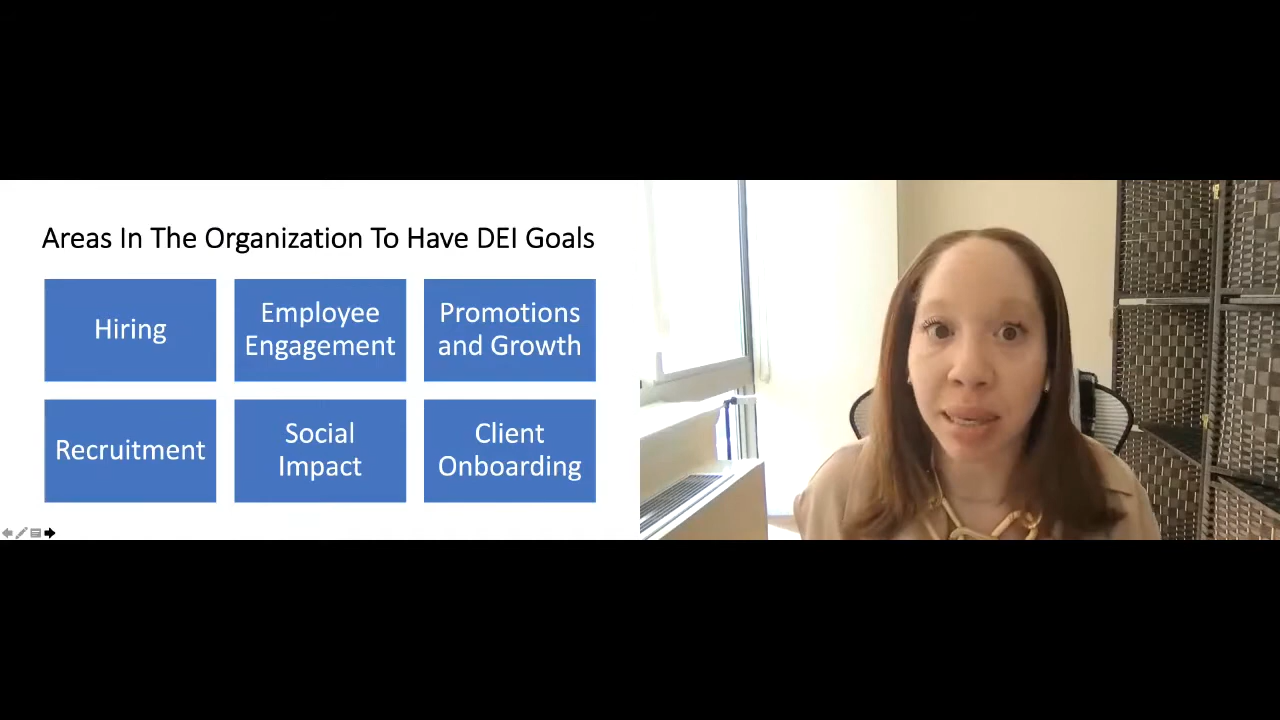 Areas In The Organization To Have DEI Goals
Hiring
Employee
Engagement
Promotions
and Growth
Recruitment
Social
Impact
Client
Onboarding